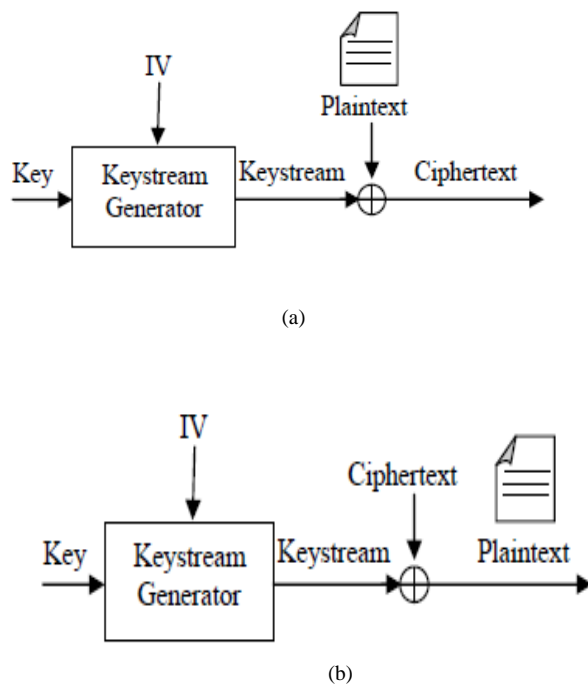 IV
Plaintext
Key
Keystream
Generator
Keystream
Ciphertext
(a)
IV
Ciphertext
Key
Keystream
Generator
Keystream
Plaintext
(b)